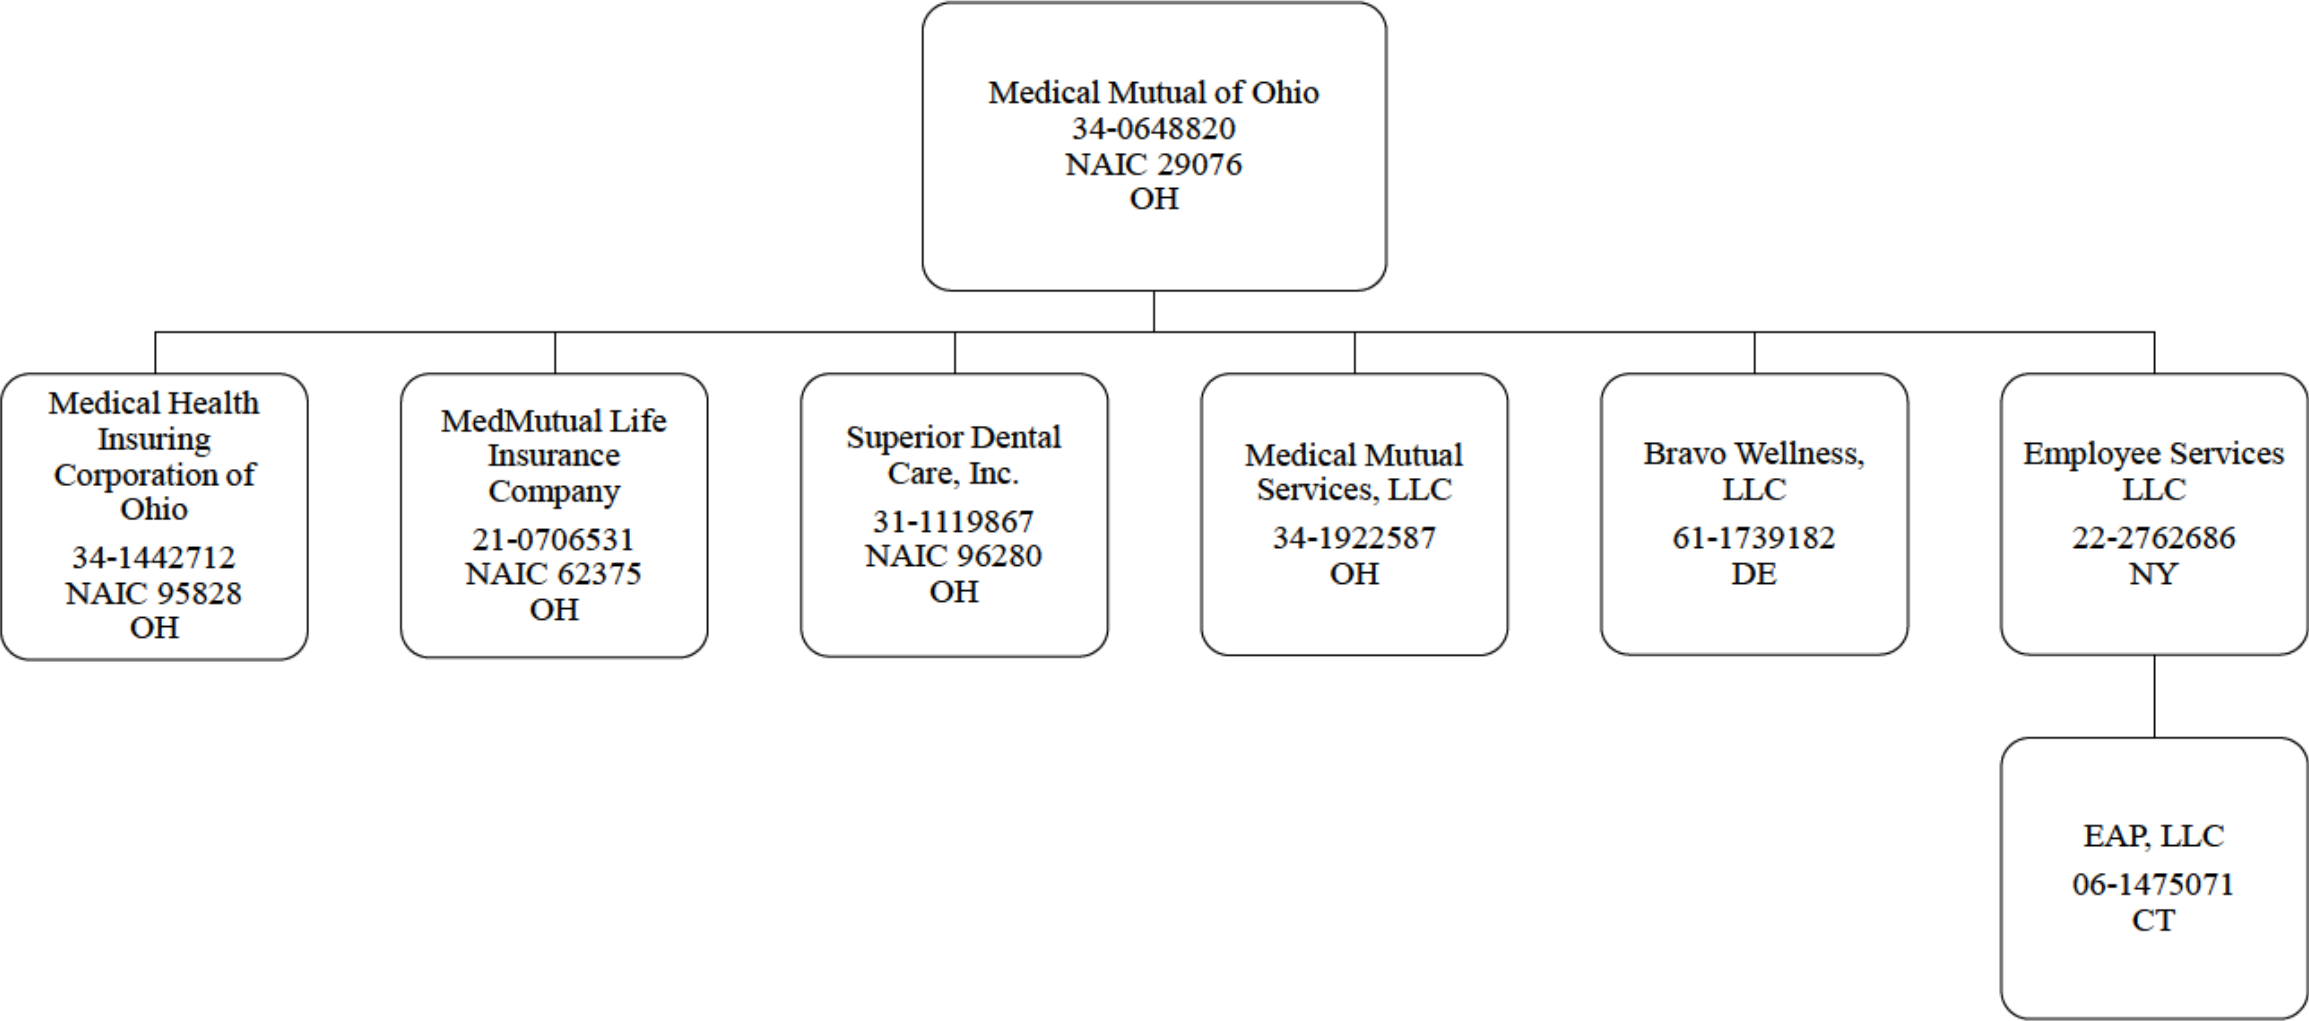 Medical Mutual of Ohio
34-0648820
NAIC 29076
OH
Medical Health
Insuring
Corporation of
Ohio
34-1442712
NAIC 95828
OH
MedMutual Life
Insurance
Company
21-0706531
NAIC 62375
OH
Superior Dental
Care, Inc.
31-1119867
NAIC 96280
OH
Medical Mutual
Services, LLC
34-1922587
OH
Bravo Wellness,
LLC
61-1739182
DE
Employee Services
LLC
22-2762686
NY
EAP, LLC
06-1475071
CT